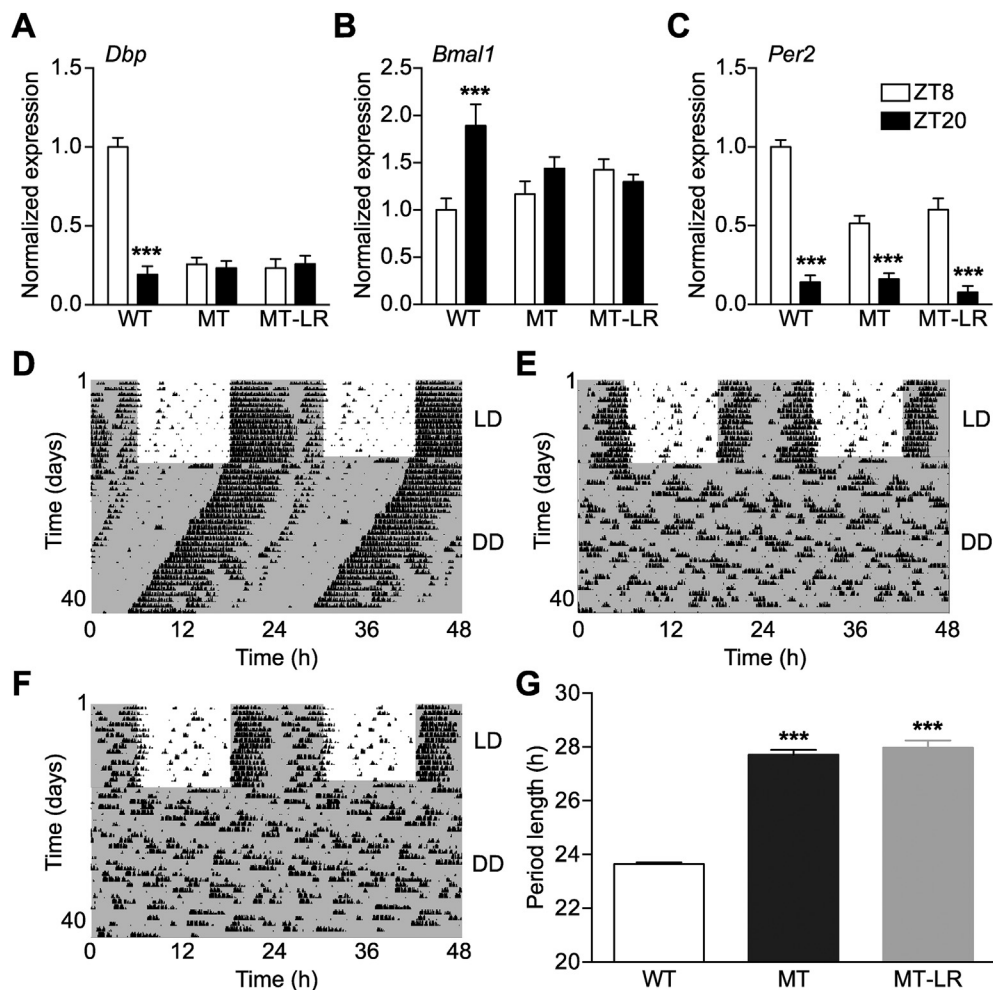 A
Dbp
Normalized expression
1.5
1.0
0.5
0.0
***
WT
MT
MT-LR
B
Bmal1
Normalized expression
2.5
2.0
1.5
1.0
0.5
0.0
***
WT
MT
MT-LR
C
Per2
Normalized expression
1.5
1.0
0.5
0.0
***
***
***
WT
MT
MT-LR
ZT8
ZT20
D
Time (days)
1
40
LD
DD
0
12
24
36
48
Time (h)
E
Time (days)
1
40
LD
DD
0
12
24
36
48
Time (h)
F
Time (days)
1
40
LD
DD
0
12
24
36
48
Time (h)
G
Period length (h)
30
28
26
24
22
20
***
***
WT
MT
MT-LR